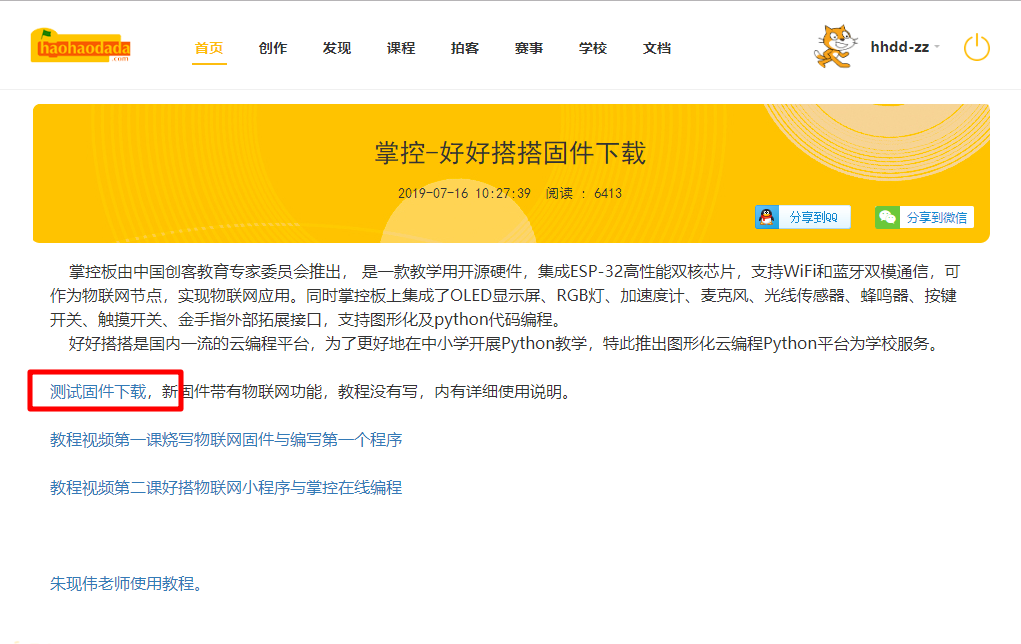 haohaodada
.com
首页 创作 发现 课程 拍客 赛事 学校 文档
hhdd-zz
掌控-好好搭搭固件下载
2019-07-16 10:27:39 阅读 : 6413
分享到QQ 分享到微信
掌控板由中国创客教育专家委员会推出， 是一款教学用开源硬件，集成ESP-32高性能双核芯片，支持WiFi和蓝牙双模通信，可
作为物联网节点，实现物联网应用。同时掌控板上集成了OLED显示屏、RGB灯、加速度计、麦克风、光线传感器、蜂鸣器、按键
开关、触摸开关、金手指外部拓展接口，支持图形化及python代码编程。
好好搭搭是国内一流的云编程平台，为了更好地在中小学开展Python教学，特此推出图形化云编程Python平台为学校服务。
测试固件下载，新固件带有物联网功能，教程没有写，内有详细使用说明。
教程视频第一课烧写物联网固件与编写第一个程序
教程视频第二课好搭物联网小程序与掌控在线编程
朱现伟老师使用教程。